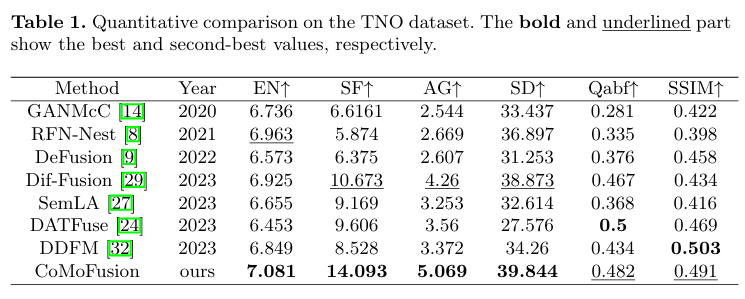 Table 1. Quantitative comparison on the TNO dataset. The bold and underlined part
show the best and second-best values, respectively.
Method Year EN↑ SF↑ AG↑ SD↑ Qabf↑ SSIM↑
GANMcC [14] 2020 6.736 6.6161 2.544 33.437 0.281 0.422
RFN-Nest [8] 2021 6.963 5.874 2.669 36.897 0.335 0.398
DeFusion [9] 2022 6.573 6.375 2.607 31.253 0.376 0.458
Dif-Fusion [29] 2023 6.925 10.673 4.26 38.873 0.467 0.434
SemLA [27] 2023 6.655 9.169 3.253 32.614 0.368 0.416
DATFuse [24] 2023 6.453 9.606 3.56 27.576 0.5 0.469
DDFM [32] 2023 6.849 8.528 3.372 34.26 0.434 0.503
CoMoFusion ours 7.081 14.093 5.069 39.844 0.482 0.491